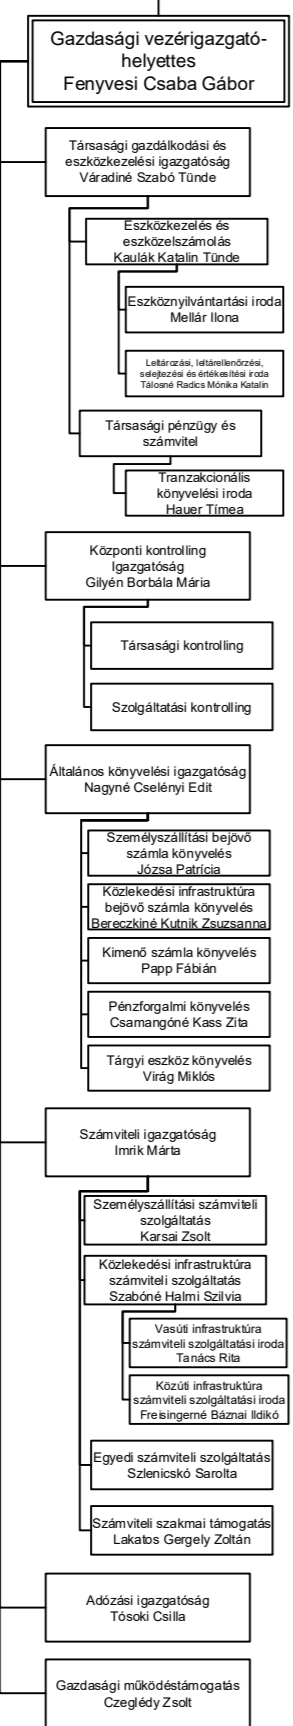 Gazdasági vezérigazgató-
helyettes
Fenyvesi Csaba Gábor
Társasági gazdálkodási és
eszközkezelési igazgatóság
Váradiné Szabó Tünde
Eszközkezelés és
eszközelszámolás
Kaulák Katalin Tünde
Eszköznyilvántartási iroda
Mellár Ilona
Leltározási, leltárellenőrzési,
selejtezési és értékesítési iroda
Tálosné Radics Mónika Katalin
Társasági pénzügy és
számvitel
Tranzakcionális
könyvelési iroda
Hauer Tímea
Központi kontrolling
Igazgatóság
Gilyén Borbála Mária
Társasági kontrolling
Szolgáltatási kontrolling
Általános könyvelési igazgatóság
Nagyné Cselényi Edit
Személyszállítási bejövő
számla könyvelés
Józsa Patrícia
Közlekedési infrastruktúra
bejövő számla könyvelés
Bereczkiné Kutnik Zsuzsanna
Kimenő számla könyvelés
Papp Fábián
Pénzforgalmi könyvelés
Csamangóné Kass Zita
Tárgyi eszköz könyvelés
Virág Miklós
Számviteli igazgatóság
Imrik Márta
Személyszállítási számviteli
szolgáltatás
Karsai Zsolt
Közlekedési infrastruktúra
számviteli szolgáltatás
Szabóné Halmi Szilvia
Vasúti infrastruktúra
számviteli szolgáltatási iroda
Tanács Rita
Közúti infrastruktúra
számviteli szolgáltatási iroda
Freisingerné Báznai Ildikó
Egyedi számviteli szolgáltatás
Szlenicskó Sarolta
Számviteli szakmai támogatás
Lakatos Gergely Zoltán
Adózási igazgatóság
Tósoki Csilla
Gazdasági működéstámogatás
Czeglédy Zsolt